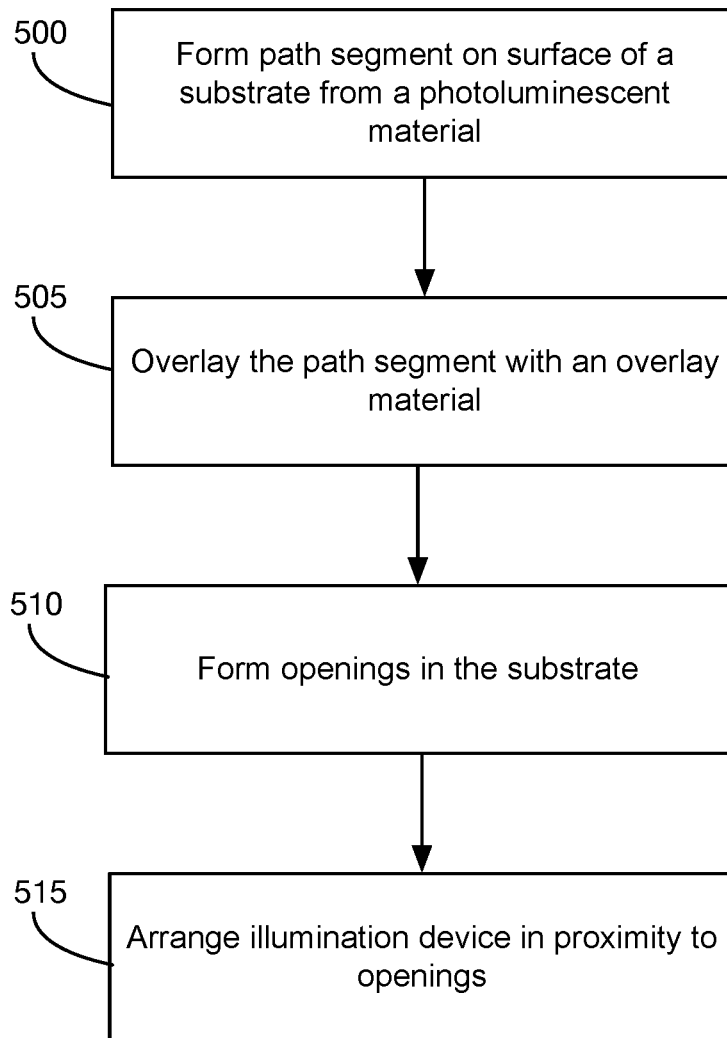 500
Form path segment on surface of a
substrate from a photoluminescent
material
505
Overlay the path segment with an overlay
material
510
Form openings in the substrate
515
Arrange illumination device in proximity to
openings